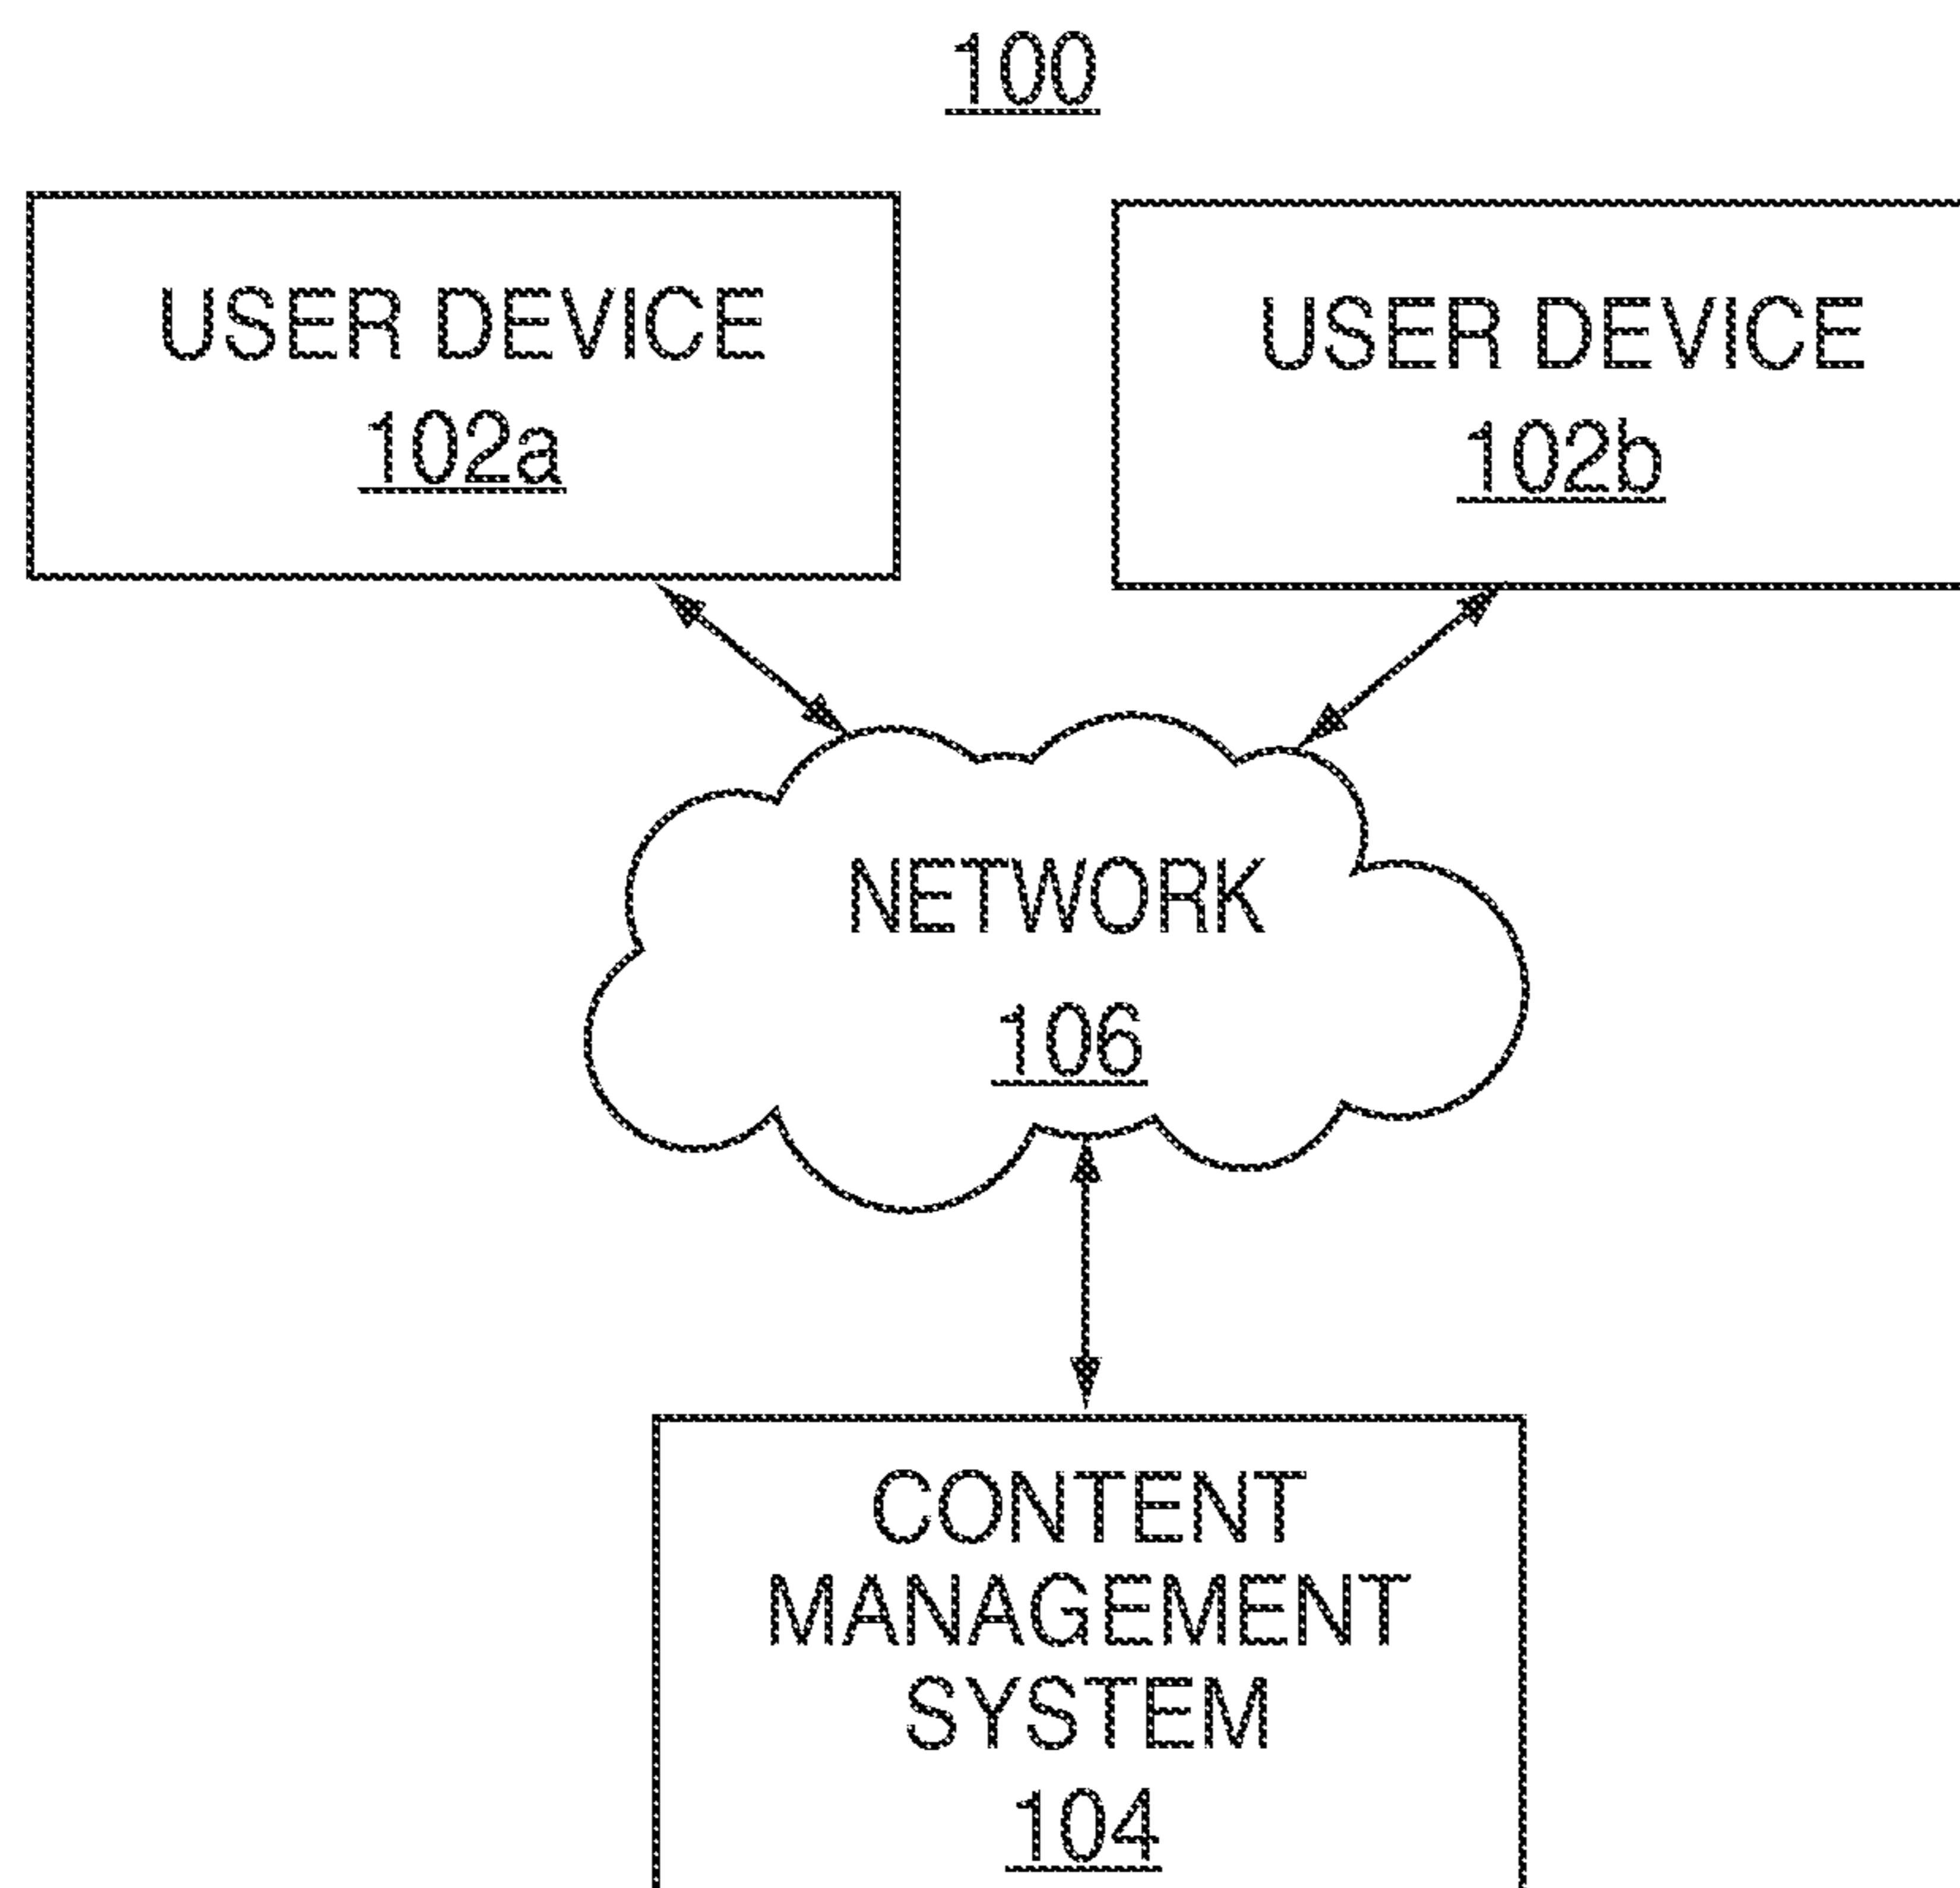 100
USER DEVICE
102a
USER DEVICE
102b
NETWORK
106
CONTENT
MANAGEMENT
SYSTEM
104